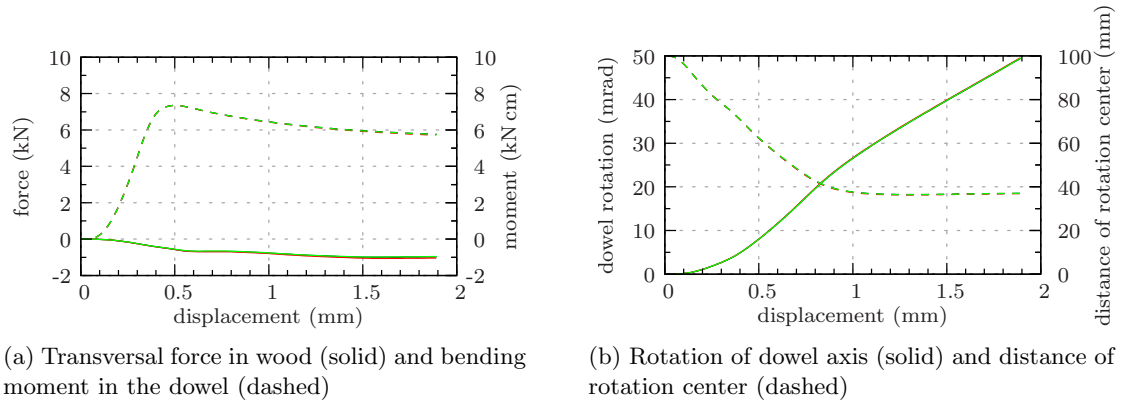 10
8
6
4
2
0
-2
force (kN)
10
8
6
4
2
0
-2
moment (kN cm)
0 0.5 1 1.5 2
displacement (mm)
(a) Transversal force in wood (solid) and bending
moment in the dowel (dashed)
50
40
30
20
10
0
dowel rotation (mrad)
100
80
60
40
20
0
distance of rotation center (mm)
0 0.5 1 1.5 2
displacement (mm)
(b) Rotation of dowel axis (solid) and distance of
rotation center (dashed)